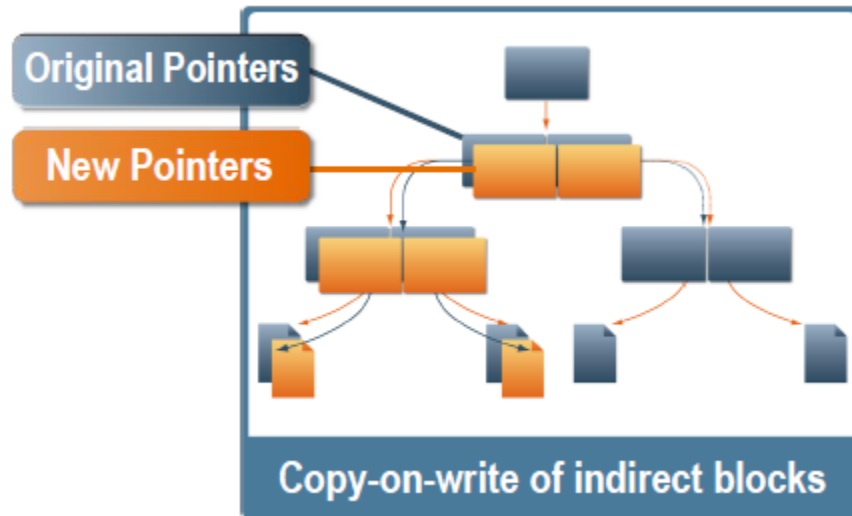 Original Pointers
New Pointers
Copy-on-write of indirect blocks